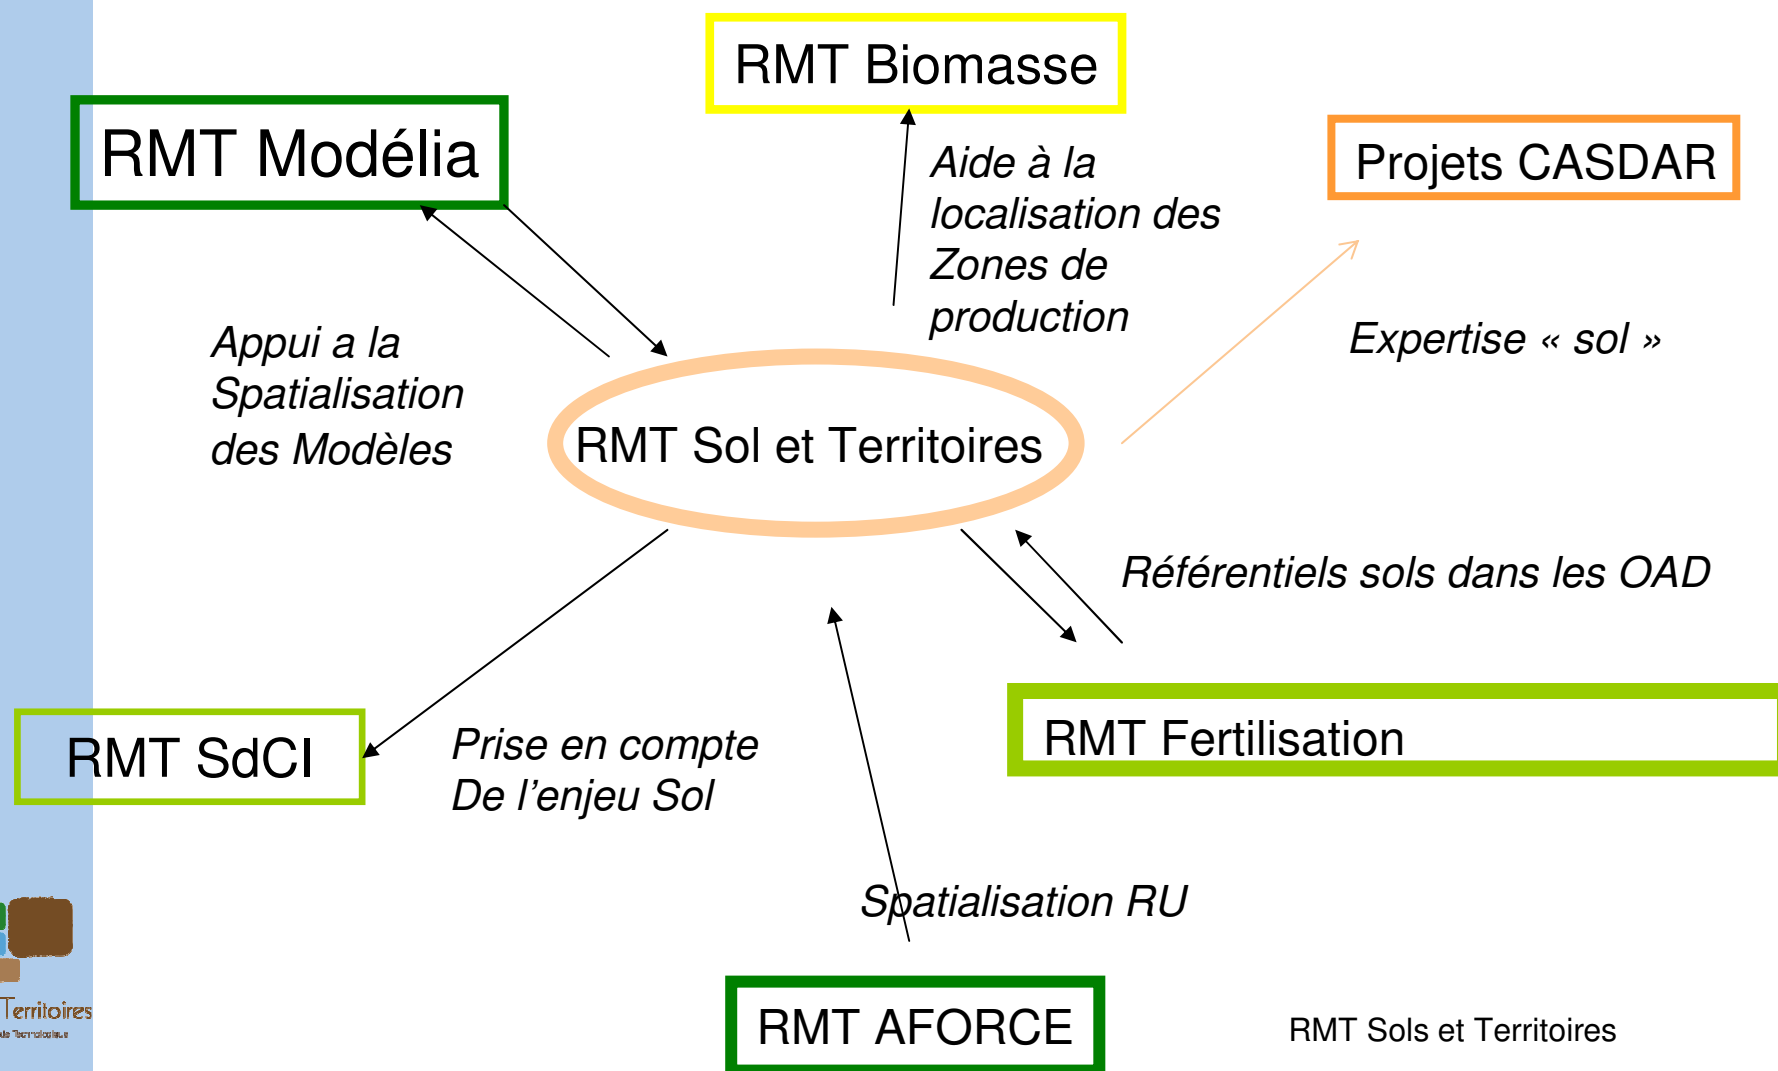 RMT Biomasse
RMT Modélia
Projets CASDAR
Aide à la
localisation des
Zones de
production
Appui a la
Spatialisation
des Modèles
Expertise « sol »
RMT Sol et Territoires
Référentiels sols dans les OAD
RMT SdCI
Prise en compte
De l'enjeu Sol
RMT Fertilisation
Spatialisation RU
RMT AFORCE
Territoires
RMT Sols et Territoires